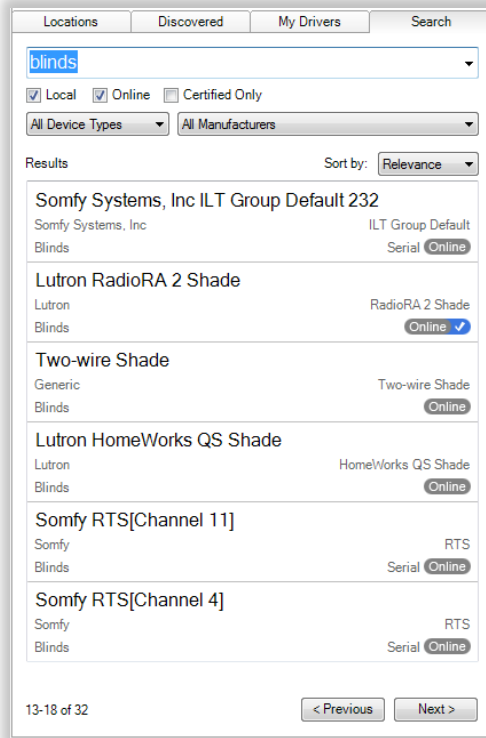 Locations Discovered My Drivers Search
blinds
Local Online Certified Only
All Device Types All Manufacturers
Results Sort by: Relevance
Somfy Systems, Inc ILT Group Default 232
Somfy Systems, Inc ILT Group Default
Blinds Serial Online
Lutron RadioRA 2 Shade
Lutron RadioRA 2 Shade
Blinds Online
Two-wire Shade
Generic Two-wire Shade
Blinds Online
Lutron HomeWorks QS Shade
Lutron HomeWorks QS Shade
Blinds Online
Somfy RTS[Channel 11]
Somfy RTS
Blinds Serial Online
Somfy RTS[Channel 4]
Somfy RTS
Blinds Serial Online
13-18 of 32 < Previous Next >